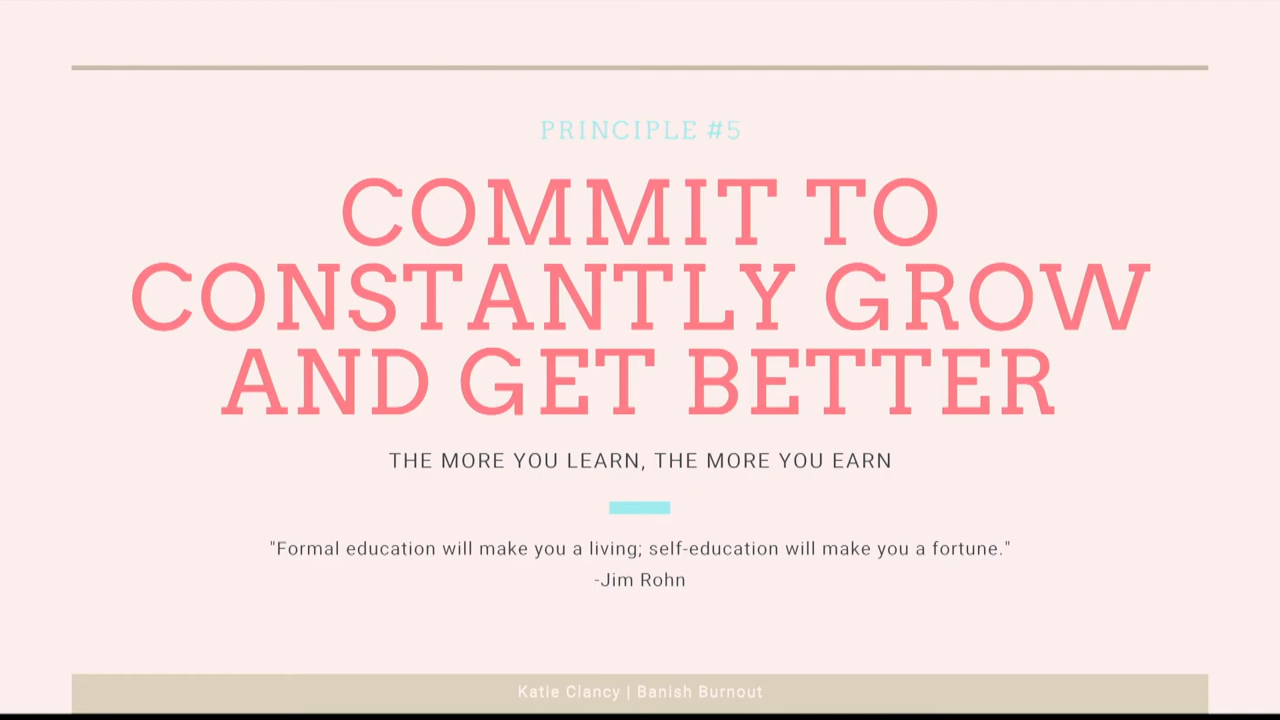 PRINCIPLE #5
COMMIT TO
CONSTANTLY GROW
AND GET BETTER
THE MORE YOU LEARN, THE MORE YOU EARN
"Formal education will make you a living; self-education will make you a fortune."
-Jim Rohn
Katie Clancy | Banish Burnout